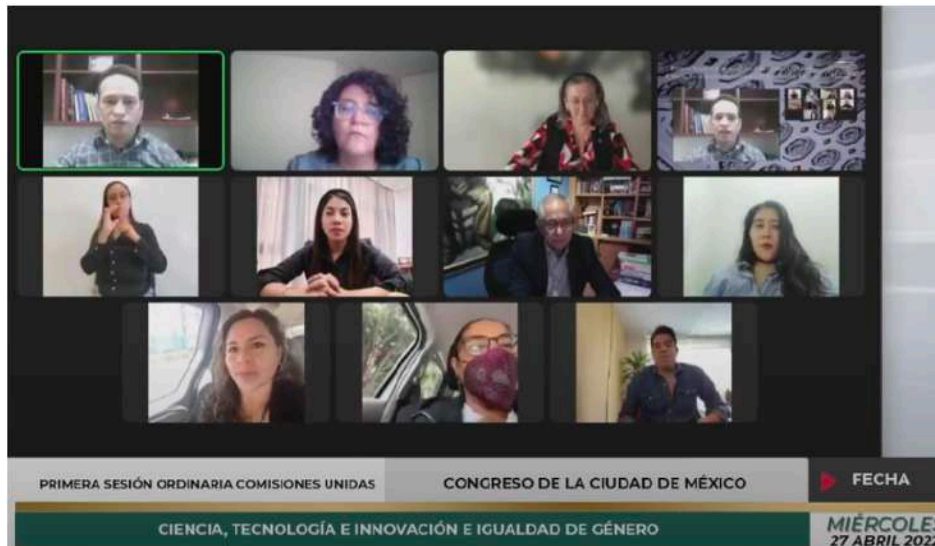 PRIMERA SESIÓN ORDINARIA COMISIONES UNIDAS
CONGRESO DE LA CIUDAD DE MÉXICO
FECHA
CIENCIA, TECNOLOGÍA E INNOVACIÓN E IGUALDAD DE GÉNERO
MIÉRCOLES
27 ABRIL 2022